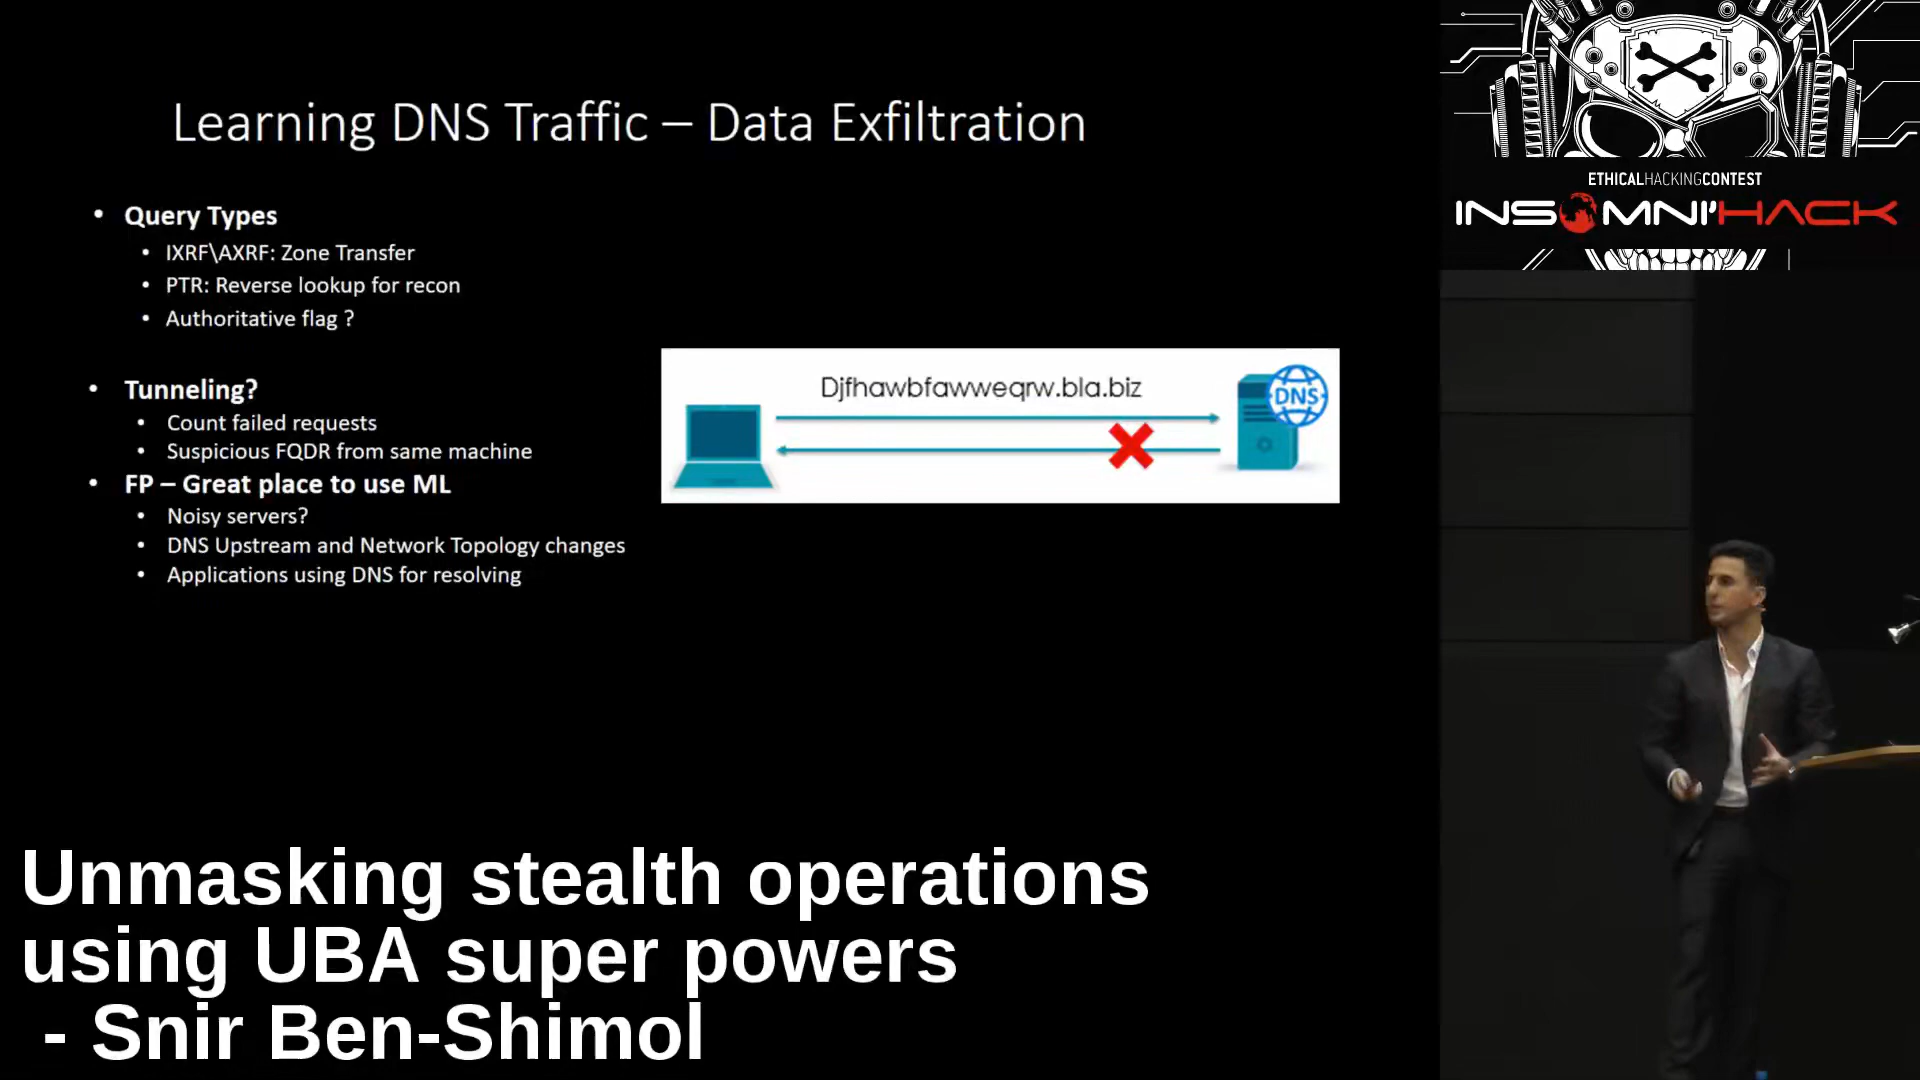 Learning DNS Traffic – Data Exfiltration
• Query Types
• IXRF\AXRF: Zone Transfer
• PTR: Reverse lookup for recon
• Authoritative flag ?
• Tunneling?
• Count failed requests
• Suspicious FQDR from same machine
• FP – Great place to use ML
• Noisy servers?
• DNS Upstream and Network Topology changes
• Applications using DNS for resolving
Djfhawbfawweqrw.bla.biz
DNS
ETHICALHACKINGCONTEST
INSOMNI'HACK
Unmasking stealth operations
using UBA super powers
- Snir Ben-Shimol